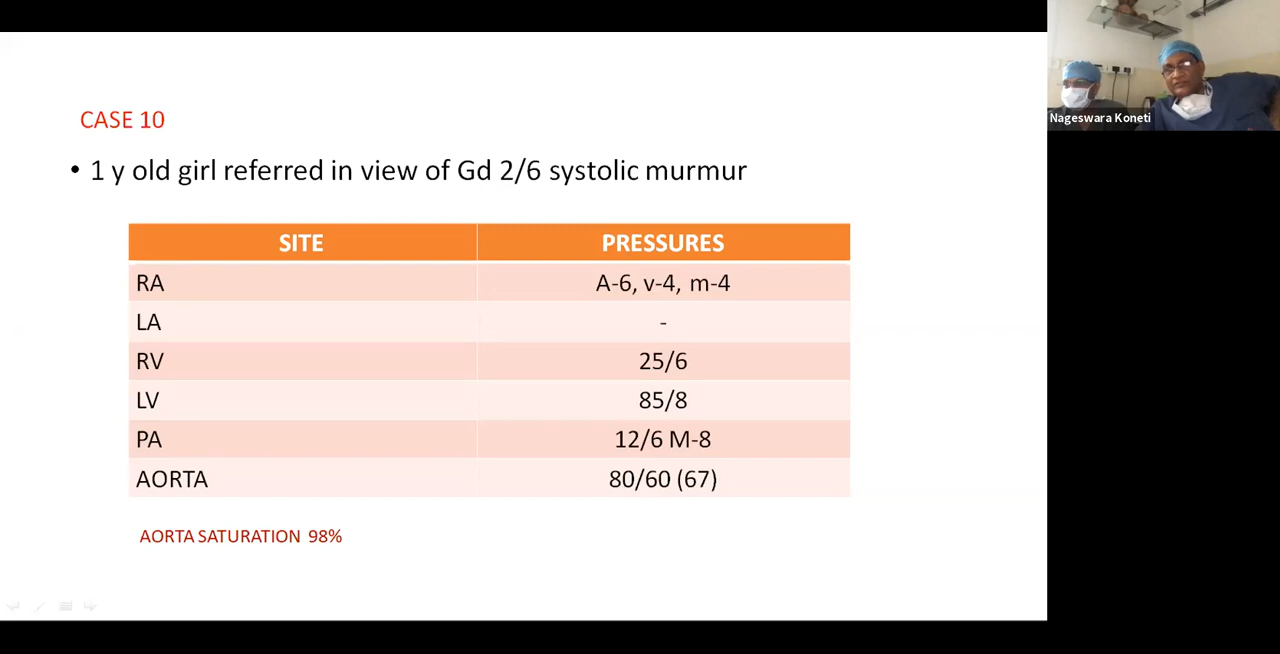 Nageswara Koneti
CASE 10
• 1 y old girl referred in view of Gd 2/6 systolic murmur
SITE PRESSURES
RA A-6, v-4, m-4
LA -
RV 25/6
LV 85/8
PA 12/6 M-8
AORTA 80/60 (67)
AORTA SATURATION 98%